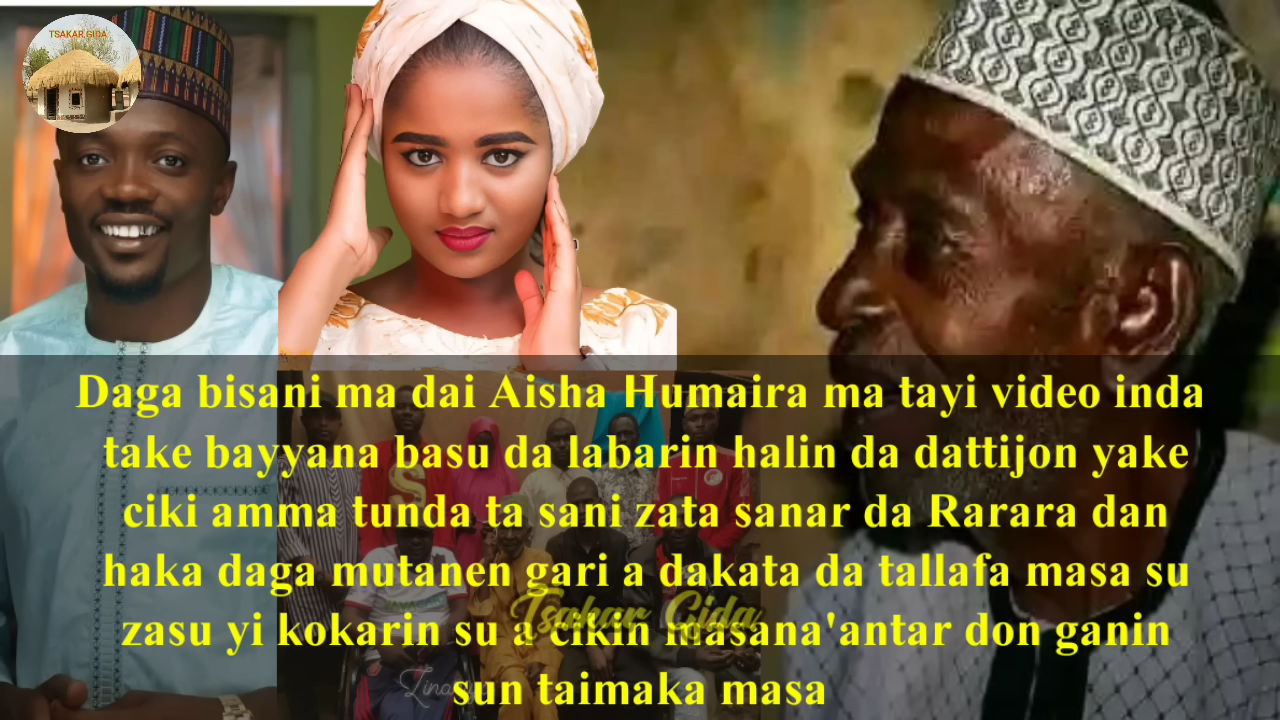 TSAKAR GIDA
Daga bisani ma dai Aisha Humaira ma tayi video inda
take bayyana basu da labarin halin da dattijon yake
ciki amma tunda ta sani zata sanar da Rarara dan
haka daga mutanen gari a dakata da tallafa masa su
zasu yi kokarin su a cikin masana'antar don ganin
Tsakar Gida
sun taimaka masa